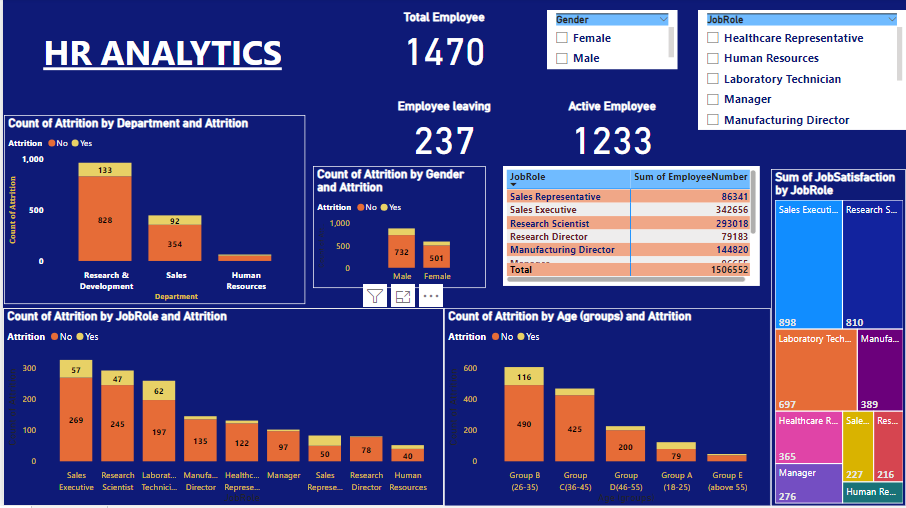 HR ANALYTICS
Total Employee
1470
Gender
Female
Male
JobRole
Healthcare Representative
Human Resources
Laboratory Technician
Manager
Manufacturing Director
Employee leaving
237
Active Employee
1233
Count of Attrition by Department and Attrition
Attrition No Yes
Count of Attrition
1,000
500
0
133
828
92
354
Research & Development
Sales
Human Resources
Department
Count of Attrition by Gender
and Attrition
Attrition No Yes
1,000
500
0
732
501
Male Female
JobRole Sum of EmployeeNumber
Sales Representative 86341
Sales Executive 342656
Research Scientist 293018
Research Director 79183
Manufacturing Director 144820
Total 1506552
Sum of JobSatisfaction
by JobRole
Sales Executi...
898
Research S...
810
Laboratory Tech...
697
Manufa...
389
Healthcare R...
365
Sale...
227
Res...
216
Manager
276
Human Re...
Count of Attrition by JobRole and Attrition
Attrition No Yes
300
200
100
0
57
269
47
245
62
197
135
122
97
50
78
40
Sales Executive
Research Scientist
Laborat... Technici...
Manufa... Director
Healthc... Represe...
Manager
Sales Represe...
Research Director
Human Resources
Count of Attrition by Age (groups) and Attrition
Attrition No Yes
600
400
200
0
116
490
425
200
79
Group B (26-35)
Group C(36-45)
Group D(46-55)
Group A (18-25)
Group E (above 55)